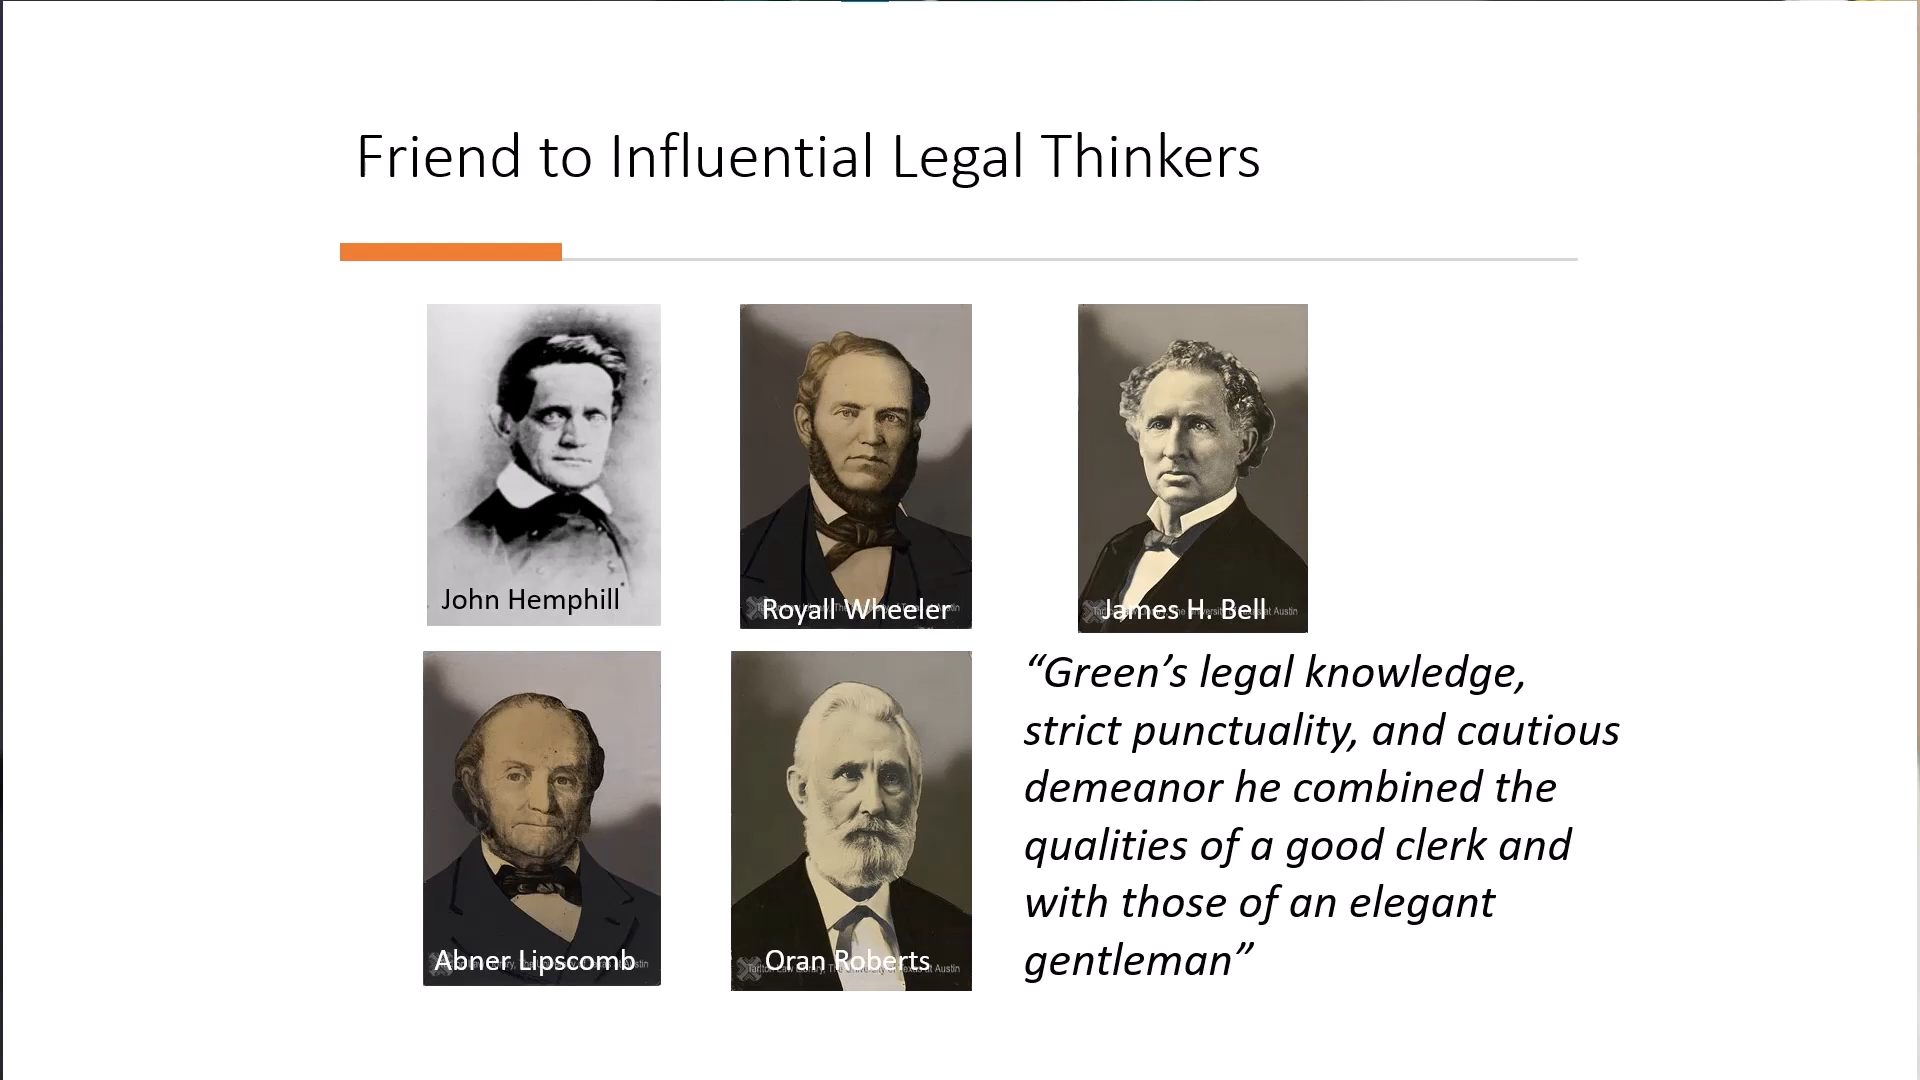 Friend to Influential Legal Thinkers
John Hemphill
Royall Wheeler
James H. Bell
Abner Lipscomb
Oran Roberts
“Green’s legal knowledge,
strict punctuality, and cautious
demeanor he combined the
qualities of a good clerk and
with those of an elegant
gentleman”